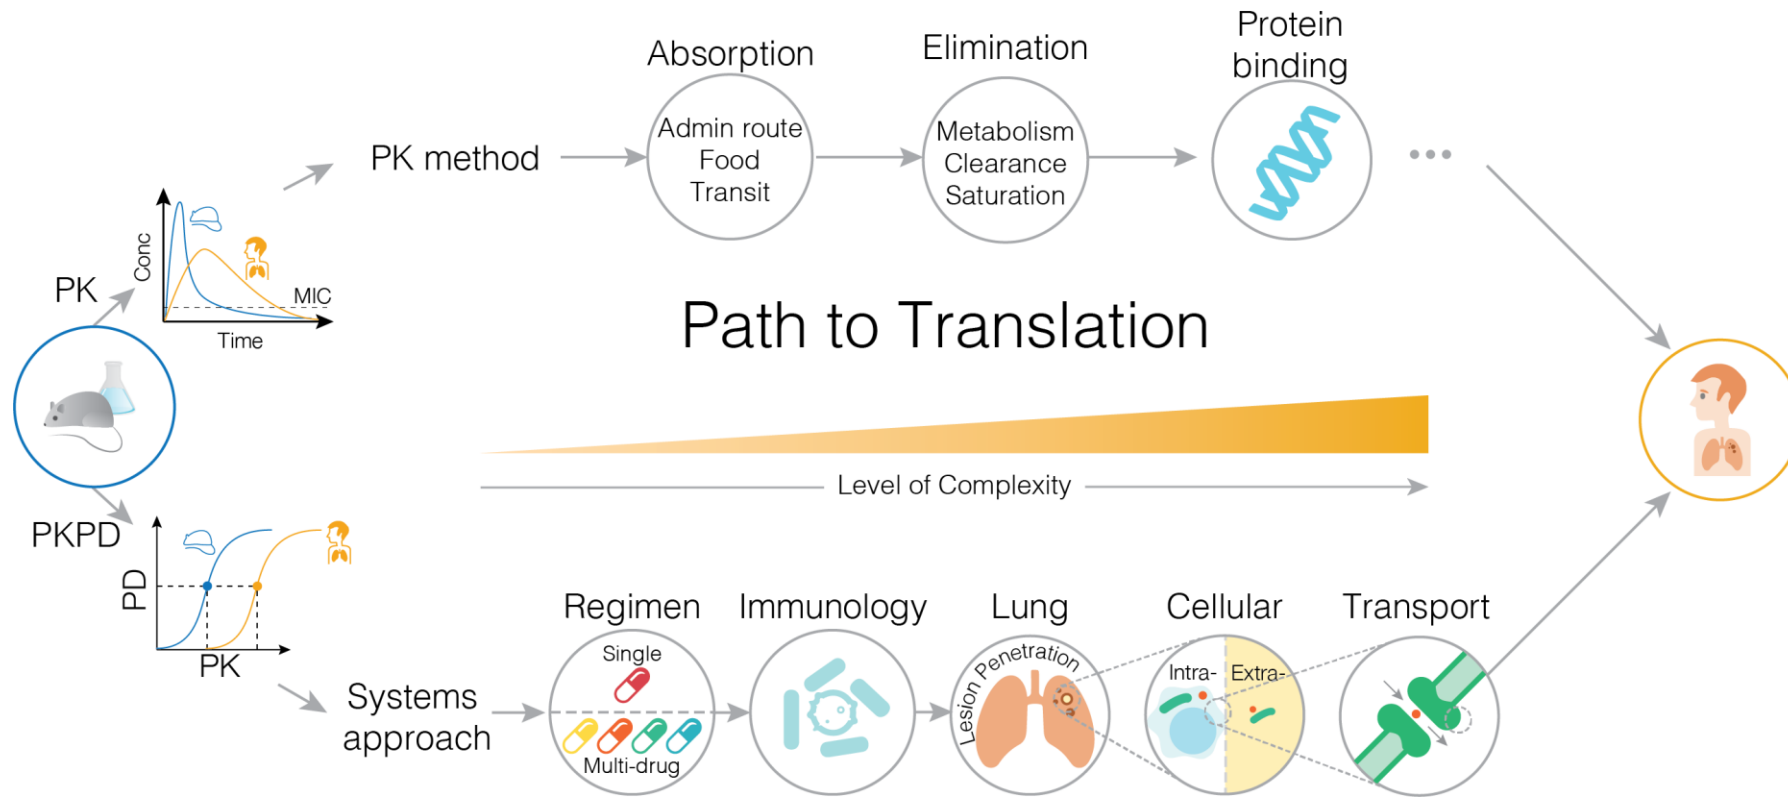 Absorption
Admin route
Food
Transit
Elimination
Metabolism
Clearance
Saturation
Protein
binding
PK method
...
PK
Conc
MIC
Time
Path to Translation
Level of Complexity
PKPD
PD
PK
Systems
approach
Regimen
Single
Multi-drug
Immunology
Lung
Lesion Penetration
Cellular
Intra-
Extra-
Transport